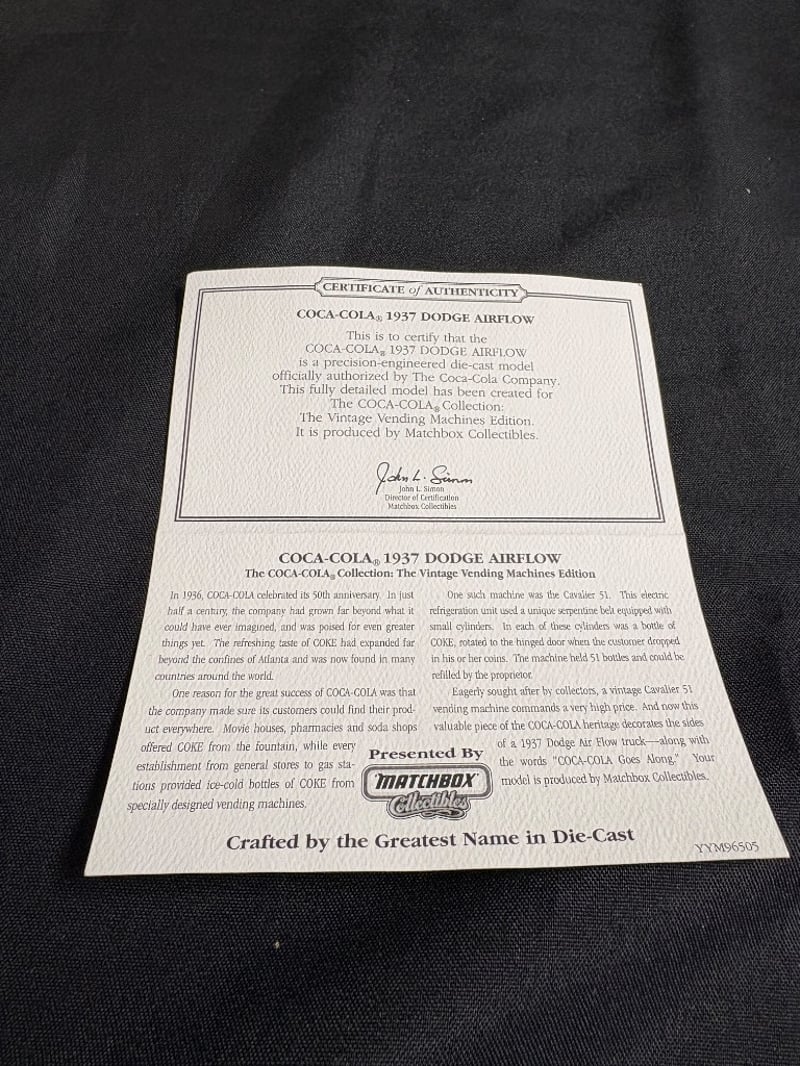 CERTIFICATE of AUTHENTICITY
COCA-COLA® 1937 DODGE AIRFLOW
This is to certify that the
COCA-COLA® 1937 DODGE AIRFLOW
is a precision-engineered die-cast model
officially authorized by The Coca-Cola Company.
This fully detailed model has been created for
The COCA-COLA® Collection:
The Vintage Vending Machines Edition.
It is produced by Matchbox Collectibles.
John L. Simon
John L. Simon
Director of Certification
Matchbox Collectibles
COCA-COLA® 1937 DODGE AIRFLOW
The COCA-COLA® Collection: The Vintage Vending Machines Edition
In 1936, COCA-COLA celebrated its 50th anniversary. In just
half a century, the company had grown far beyond what it
could have ever imagined, and was poised for even greater
things yet. The refreshing taste of COKE had expanded far
beyond the confines of Atlanta and was now found in many
countries around the world.
One reason for the great success of COCA-COLA was that
the company made sure its customers could find their prod-
uct everywhere. Movie houses, pharmacies and soda shops
offered COKE from the fountain, while every
establishment from general stores to gas sta-
tions provided ice-cold bottles of COKE from
specially designed vending machines.
One such machine was the Cavalier 51. This electric
refrigeration unit used a unique serpentine belt equipped with
small cylinders. In each of these cylinders was a bottle of
COKE, rotated to the hinged door when the customer dropped
in his or her coins. The machine held 51 bottles and could be
refilled by the proprietor.
Eagerly sought after by collectors, a vintage Cavalier 51
vending machine commands a very high price. And now this
valuable piece of the COCA-COLA heritage decorates the sides
of a 1937 Dodge Air Flow truck—along with
the words "COCA-COLA Goes Along." Your
model is produced by Matchbox Collectibles.
Presented By
MATCHBOX
Collectibles
Crafted by the Greatest Name in Die-Cast
YYM96505